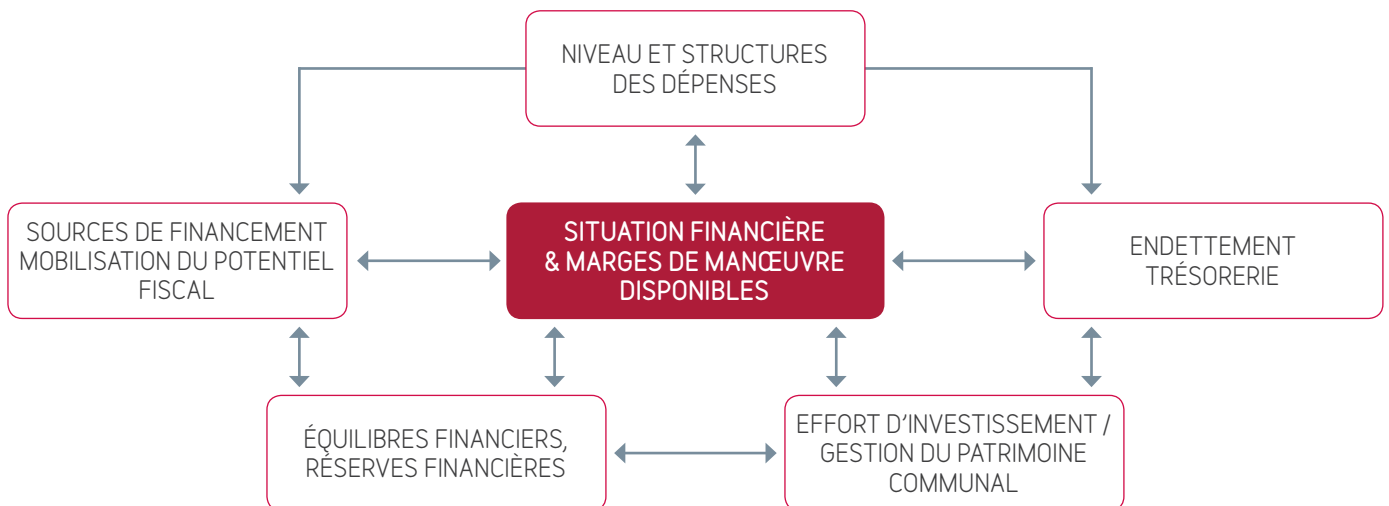 NIVEAU ET STRUCTURES
DES DÉPENSES
SOURCES DE FINANCEMENT
MOBILISATION DU POTENTIEL
FISCAL
SITUATION FINANCIÈRE
& MARGES DE MANŒUVRE
DISPONIBLES
ENDETTEMENT
TRÉSORERIE
ÉQUILIBRES FINANCIERS,
RÉSERVES FINANCIÈRES
EFFORT D'INVESTISSEMENT /
GESTION DU PATRIMOINE
COMMUNAL